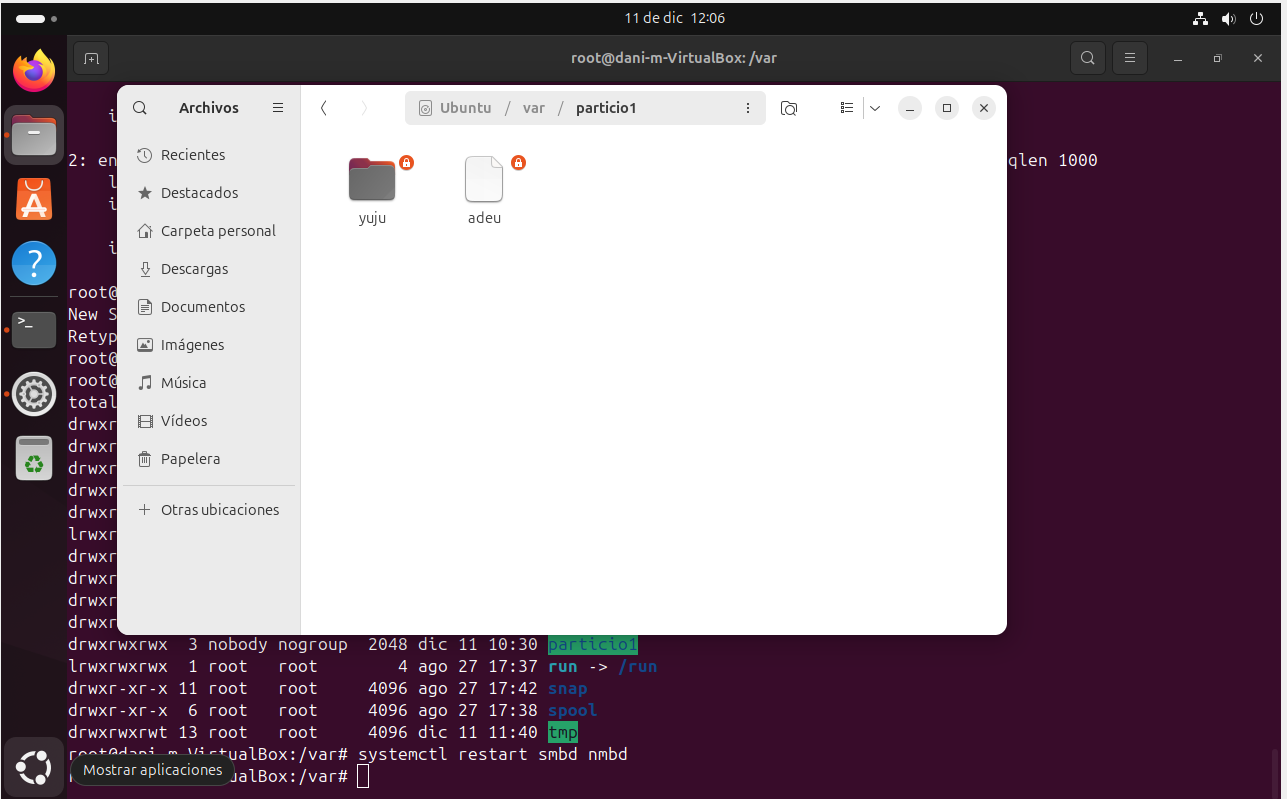 11 de dic 12:06
root@dani-m-VirtualBox: /var
Archivos
Ubuntu / var / particio1
Recientes
Destacados
Carpeta personal
Descargas
Documentos
Imágenes
Música
Vídeos
Papelera
Otras ubicaciones
yuju
adeu
i
2: en
qlen 1000
l
i
i
root@
New S
Retyp
root@
root@
total
drwxr
drwxr
drwxr
drwxr
drwxr
lrwxr
drwxr
drwxr
drwxr
drwxr
drwxrwxrwx 3 nobody nogroup 2048 dic 11 10:30 particio1
lrwxrwxrwx 1 root root 4 ago 27 17:37 run -> /run
drwxr-xr-x 11 root root 4096 ago 27 17:42 snap
drwxr-xr-x 6 root root 4096 ago 27 17:38 spool
drwxrwxrwt 13 root root 4096 dic 11 11:40 tmp
root@dani-m-VirtualBox:/var# systemctl restart smbd nmbd
Mostrar aplicaciones
ualBox:/var#